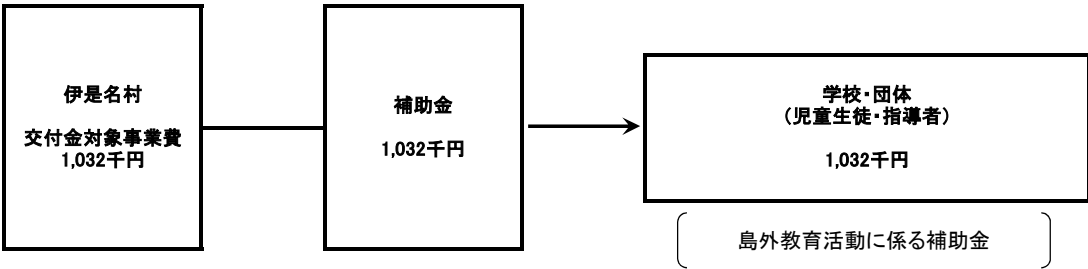 伊是名村
交付金対象事業費
1,032千円
補助金
1,032千円
学校・団体
（児童生徒・指導者）
1,032千円
島外教育活動に係る補助金